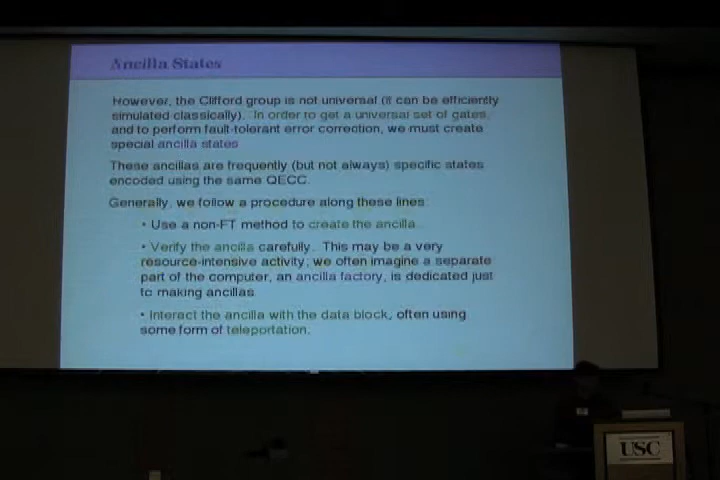 Ancilla States
However, the Clifford group is not universal (it can be efficiently
simulated classically). In order to get a universal set of gates,
and to perform fault-tolerant error correction, we must create
special ancilla states
These ancillas are frequently (but not always) specific states
encoded using the same QECC.
Generally, we follow a procedure along these lines:
• Use a non-FT method to create the ancilla.
• Verify the ancilla carefully. This may be a very
resource-intensive activity; we often imagine a separate
part of the computer, an ancilla factory, is dedicated just
to making ancillas.
• Interact the ancilla with the data block, often using
some form of teleportation.
USC